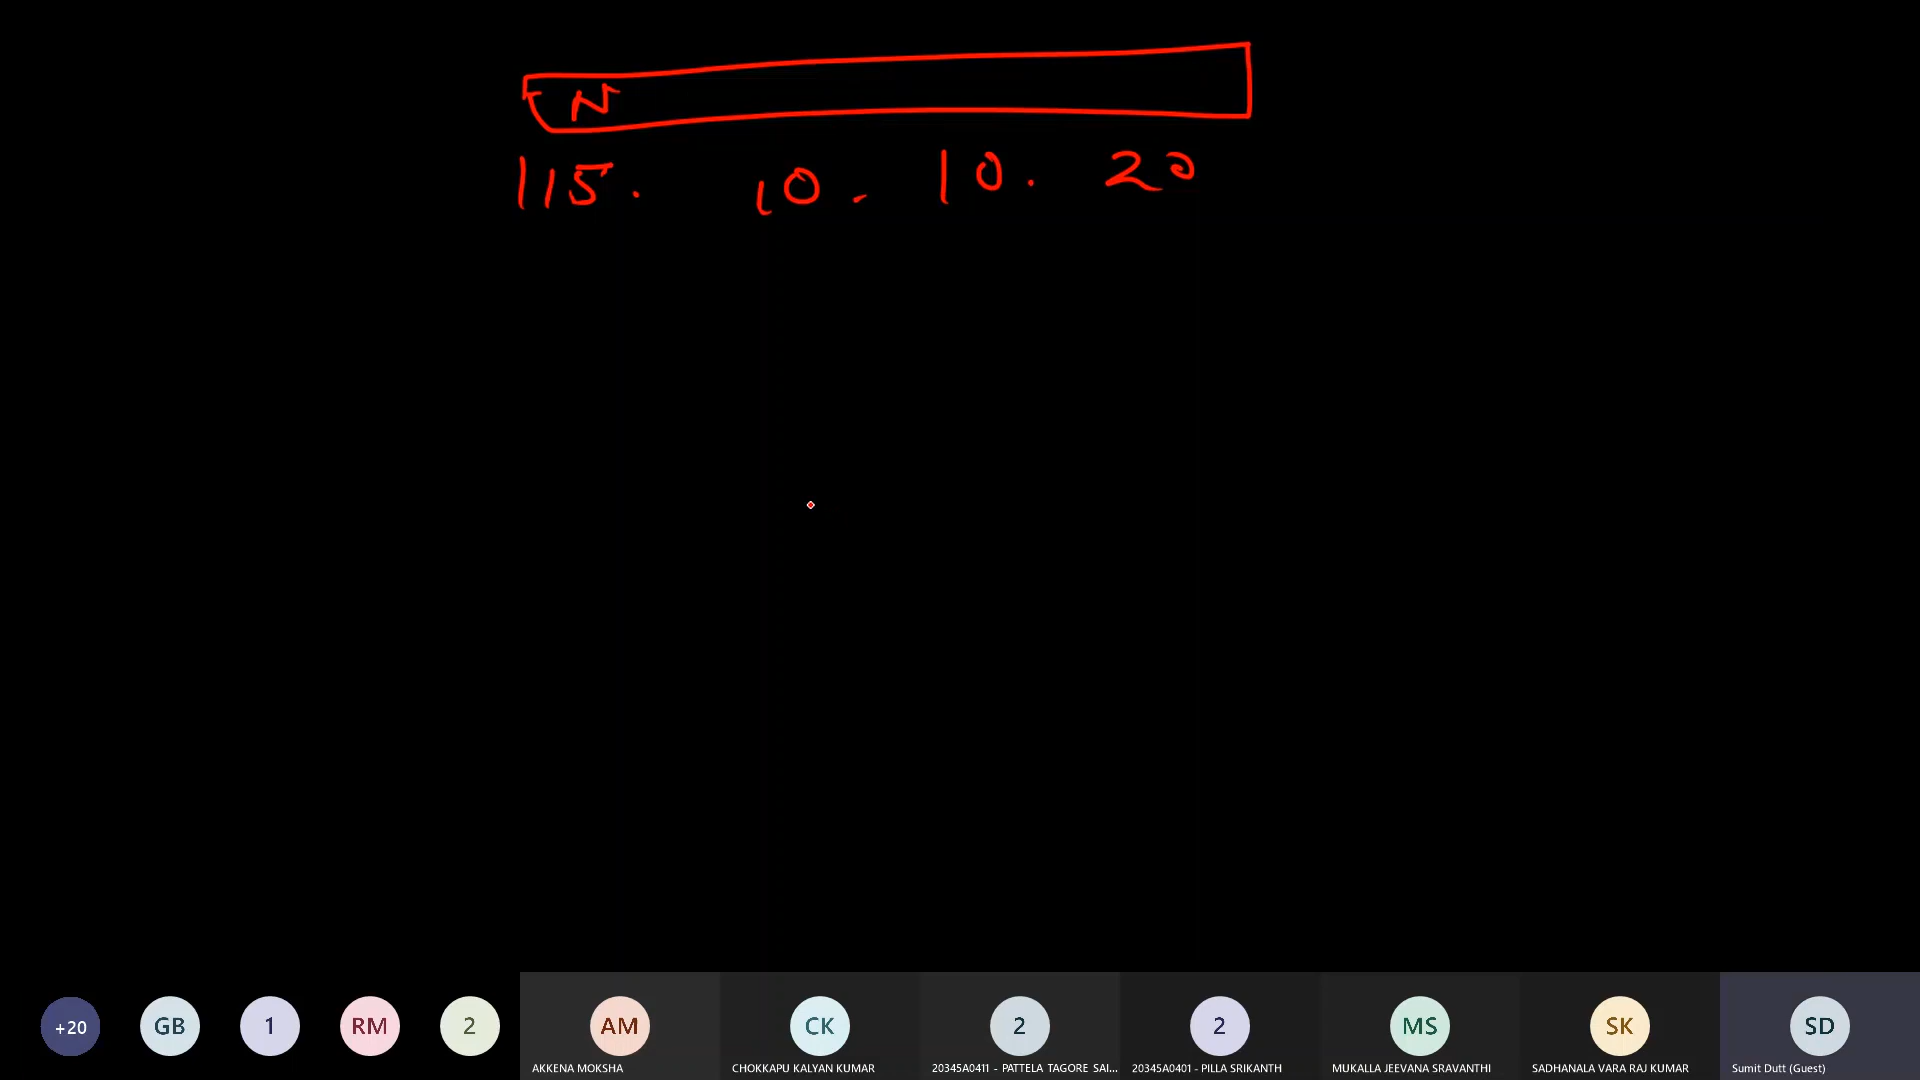 N
115. 10. 10. 20
+20 GB 1 RM 2 AM CK 2 2 MS SK SD
AKKENA MOKSHA CHOKKAPU KALYAN KUMAR 20345A0411 - PATTELA TAGORE SAI... 20345A0401 - PILLA SRIKANTH MUKALLA JEEVANA SRAVANTHI SADHANALA VARA RAJ KUMAR Sumit Dutt (Guest)